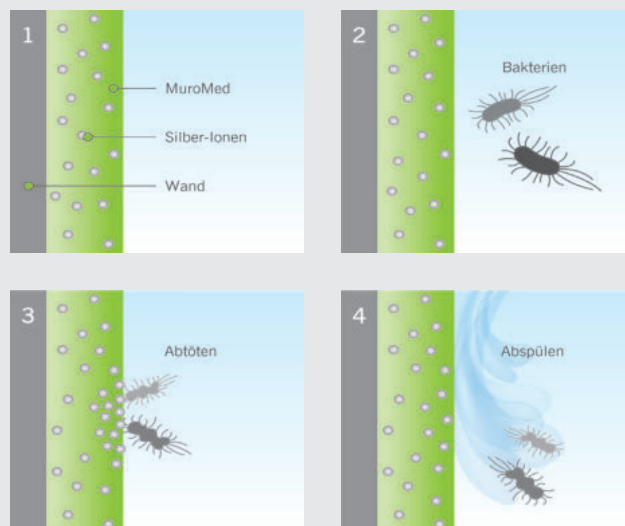 1
MuroMed
Silber-Ionen
Wand
2
Bakterien
3
Abtöten
4
Abspülen